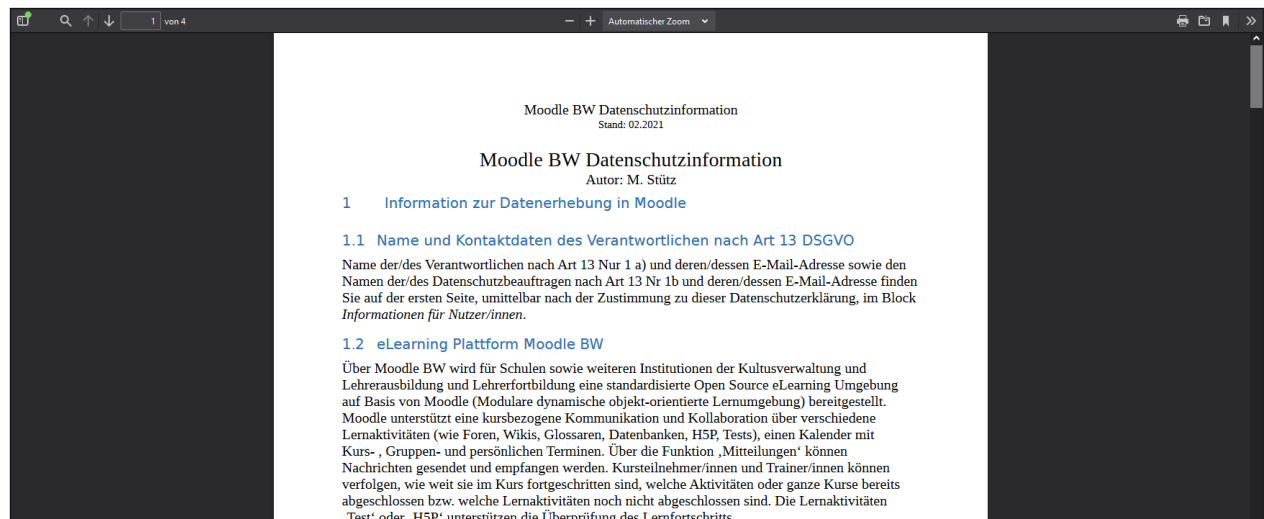 1 von 4 Automatischer Zoom
Moodle BW Datenschutzinformation
Stand: 02.2021
Moodle BW Datenschutzinformation
Autor: M. Stütz
1 Information zur Datenerhebung in Moodle
1.1 Name und Kontaktdaten des Verantwortlichen nach Art 13 DSGVO
Name der/des Verantwortlichen nach Art 13 Nur 1 a) und deren/dessen E-Mail-Adresse sowie den
Namen der/des Datenschutzbeauftragen nach Art 13 Nr 1b und deren/dessen E-Mail-Adresse finden
Sie auf der ersten Seite, umittelbar nach der Zustimmung zu dieser Datenschutzerklärung, im Block
Informationen für Nutzer/innen.
1.2 eLearning Plattform Moodle BW
Über Moodle BW wird für Schulen sowie weiteren Institutionen der Kultusverwaltung und
Lehrerausbildung und Lehrerfortbildung eine standardisierte Open Source eLearning Umgebung
auf Basis von Moodle (Modulare dynamische objekt-orientierte Lernumgebung) bereitgestellt.
Moodle unterstützt eine kursbezogene Kommunikation und Kollaboration über verschiedene
Lernaktivitäten (wie Foren, Wikis, Glossaren, Datenbanken, H5P, Tests), einen Kalender mit
Kurs- , Gruppen- und persönlichen Terminen. Über die Funktion ‚Mitteilungen‘ können
Nachrichten gesendet und empfangen werden. Kursteilnehmer/innen und Trainer/innen können
verfolgen, wie weit sie im Kurs fortgeschritten sind, welche Aktivitäten oder ganze Kurse bereits
abgeschlossen bzw. welche Lernaktivitäten noch nicht abgeschlossen sind. Die Lernaktivitäten
‚Test‘ oder ‚H5P‘ unterstützen die Überprüfung des Lernfortschritts.